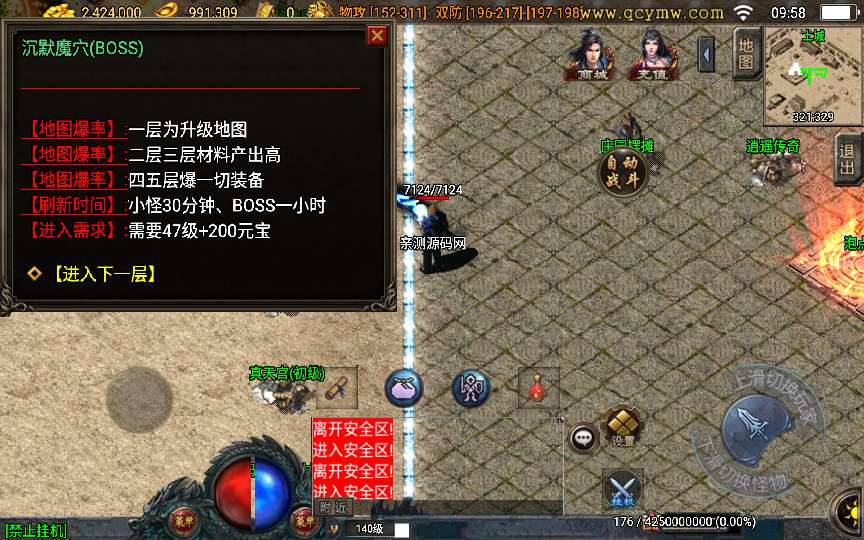 2,424,000
991,309
0
物攻 [152-311]
双防 [196-217]-[197-198]
www.qcymw.com
09:58
沉默魔穴(BOSS)
【地图爆率】:一层为升级地图
【地图爆率】:二层三层材料产出高
【地图爆率】:四五层爆一切装备
【刷新时间】:小怪30分钟、BOSS一小时
【进入需求】:需要47级+200元宝
【进入下一层】
商城
充值
地图
土城
321:329
退出
自动战斗
逍遥传奇
7124/7124
亲测源码网
泡点
真天宫(初级)
离开安全区!
进入安全区!
离开安全区!
进入安全区!
附近
上滑切换玩家
下滑切换怪物
设置
挂机
菜单
菜单
[禁止挂机]
140级
176 / 4250000000 (0.00%)